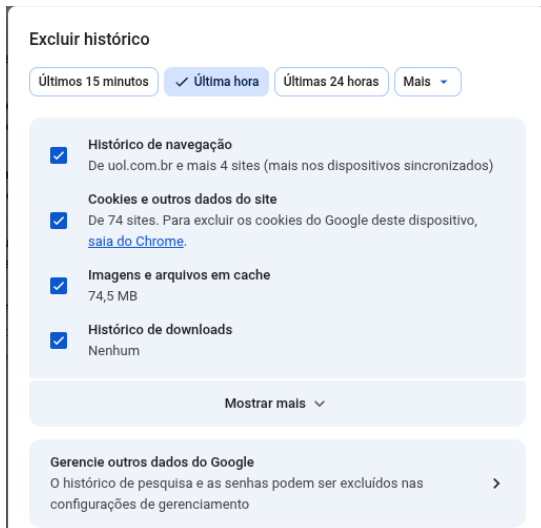 Excluir histórico
Últimos 15 minutos
Última hora
Últimas 24 horas
Mais
Histórico de navegação
De uol.com.br e mais 4 sites (mais nos dispositivos sincronizados)
Cookies e outros dados do site
De 74 sites. Para excluir os cookies do Google deste dispositivo,
saia do Chrome.
Imagens e arquivos em cache
74,5 MB
Histórico de downloads
Nenhum
Mostrar mais
Gerencie outros dados do Google
O histórico de pesquisa e as senhas podem ser excluídos nas
configurações de gerenciamento